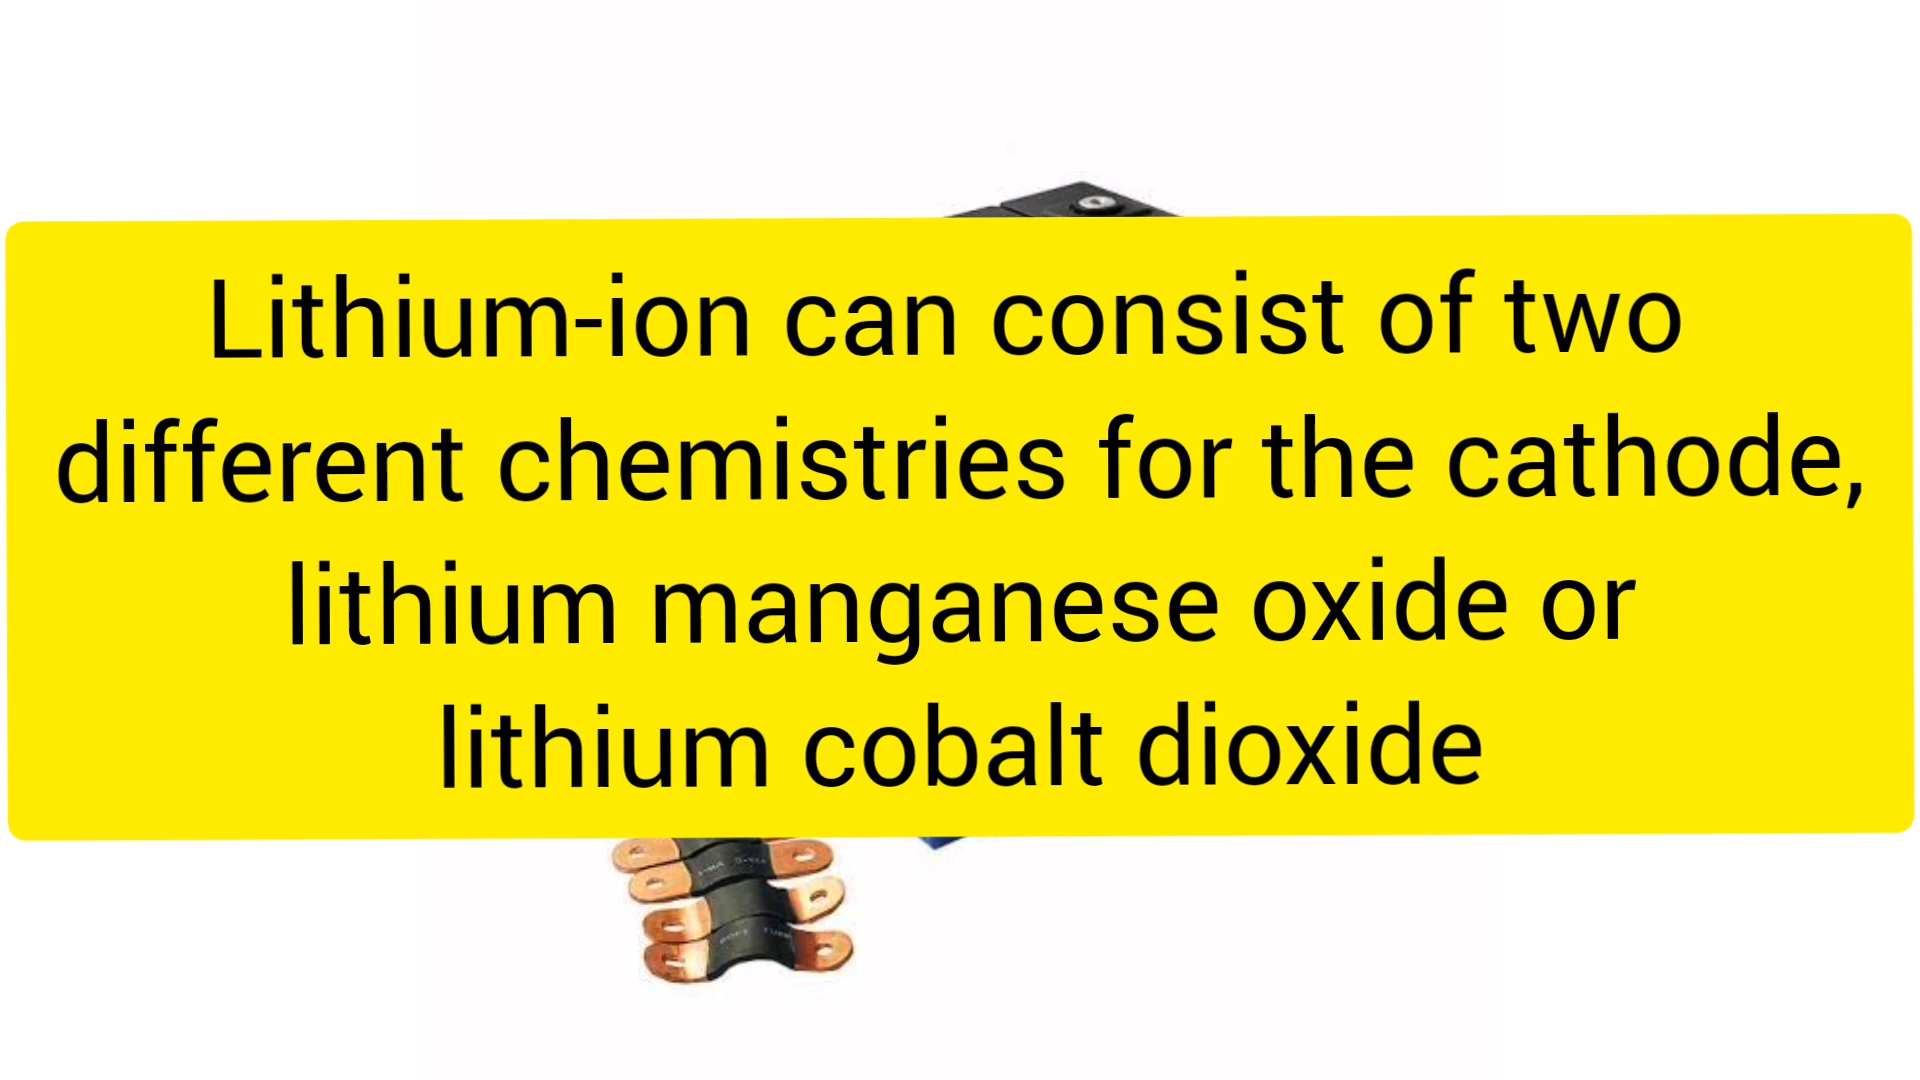 Lithium-ion can consist of two
different chemistries for the cathode,
lithium manganese oxide or
lithium cobalt dioxide